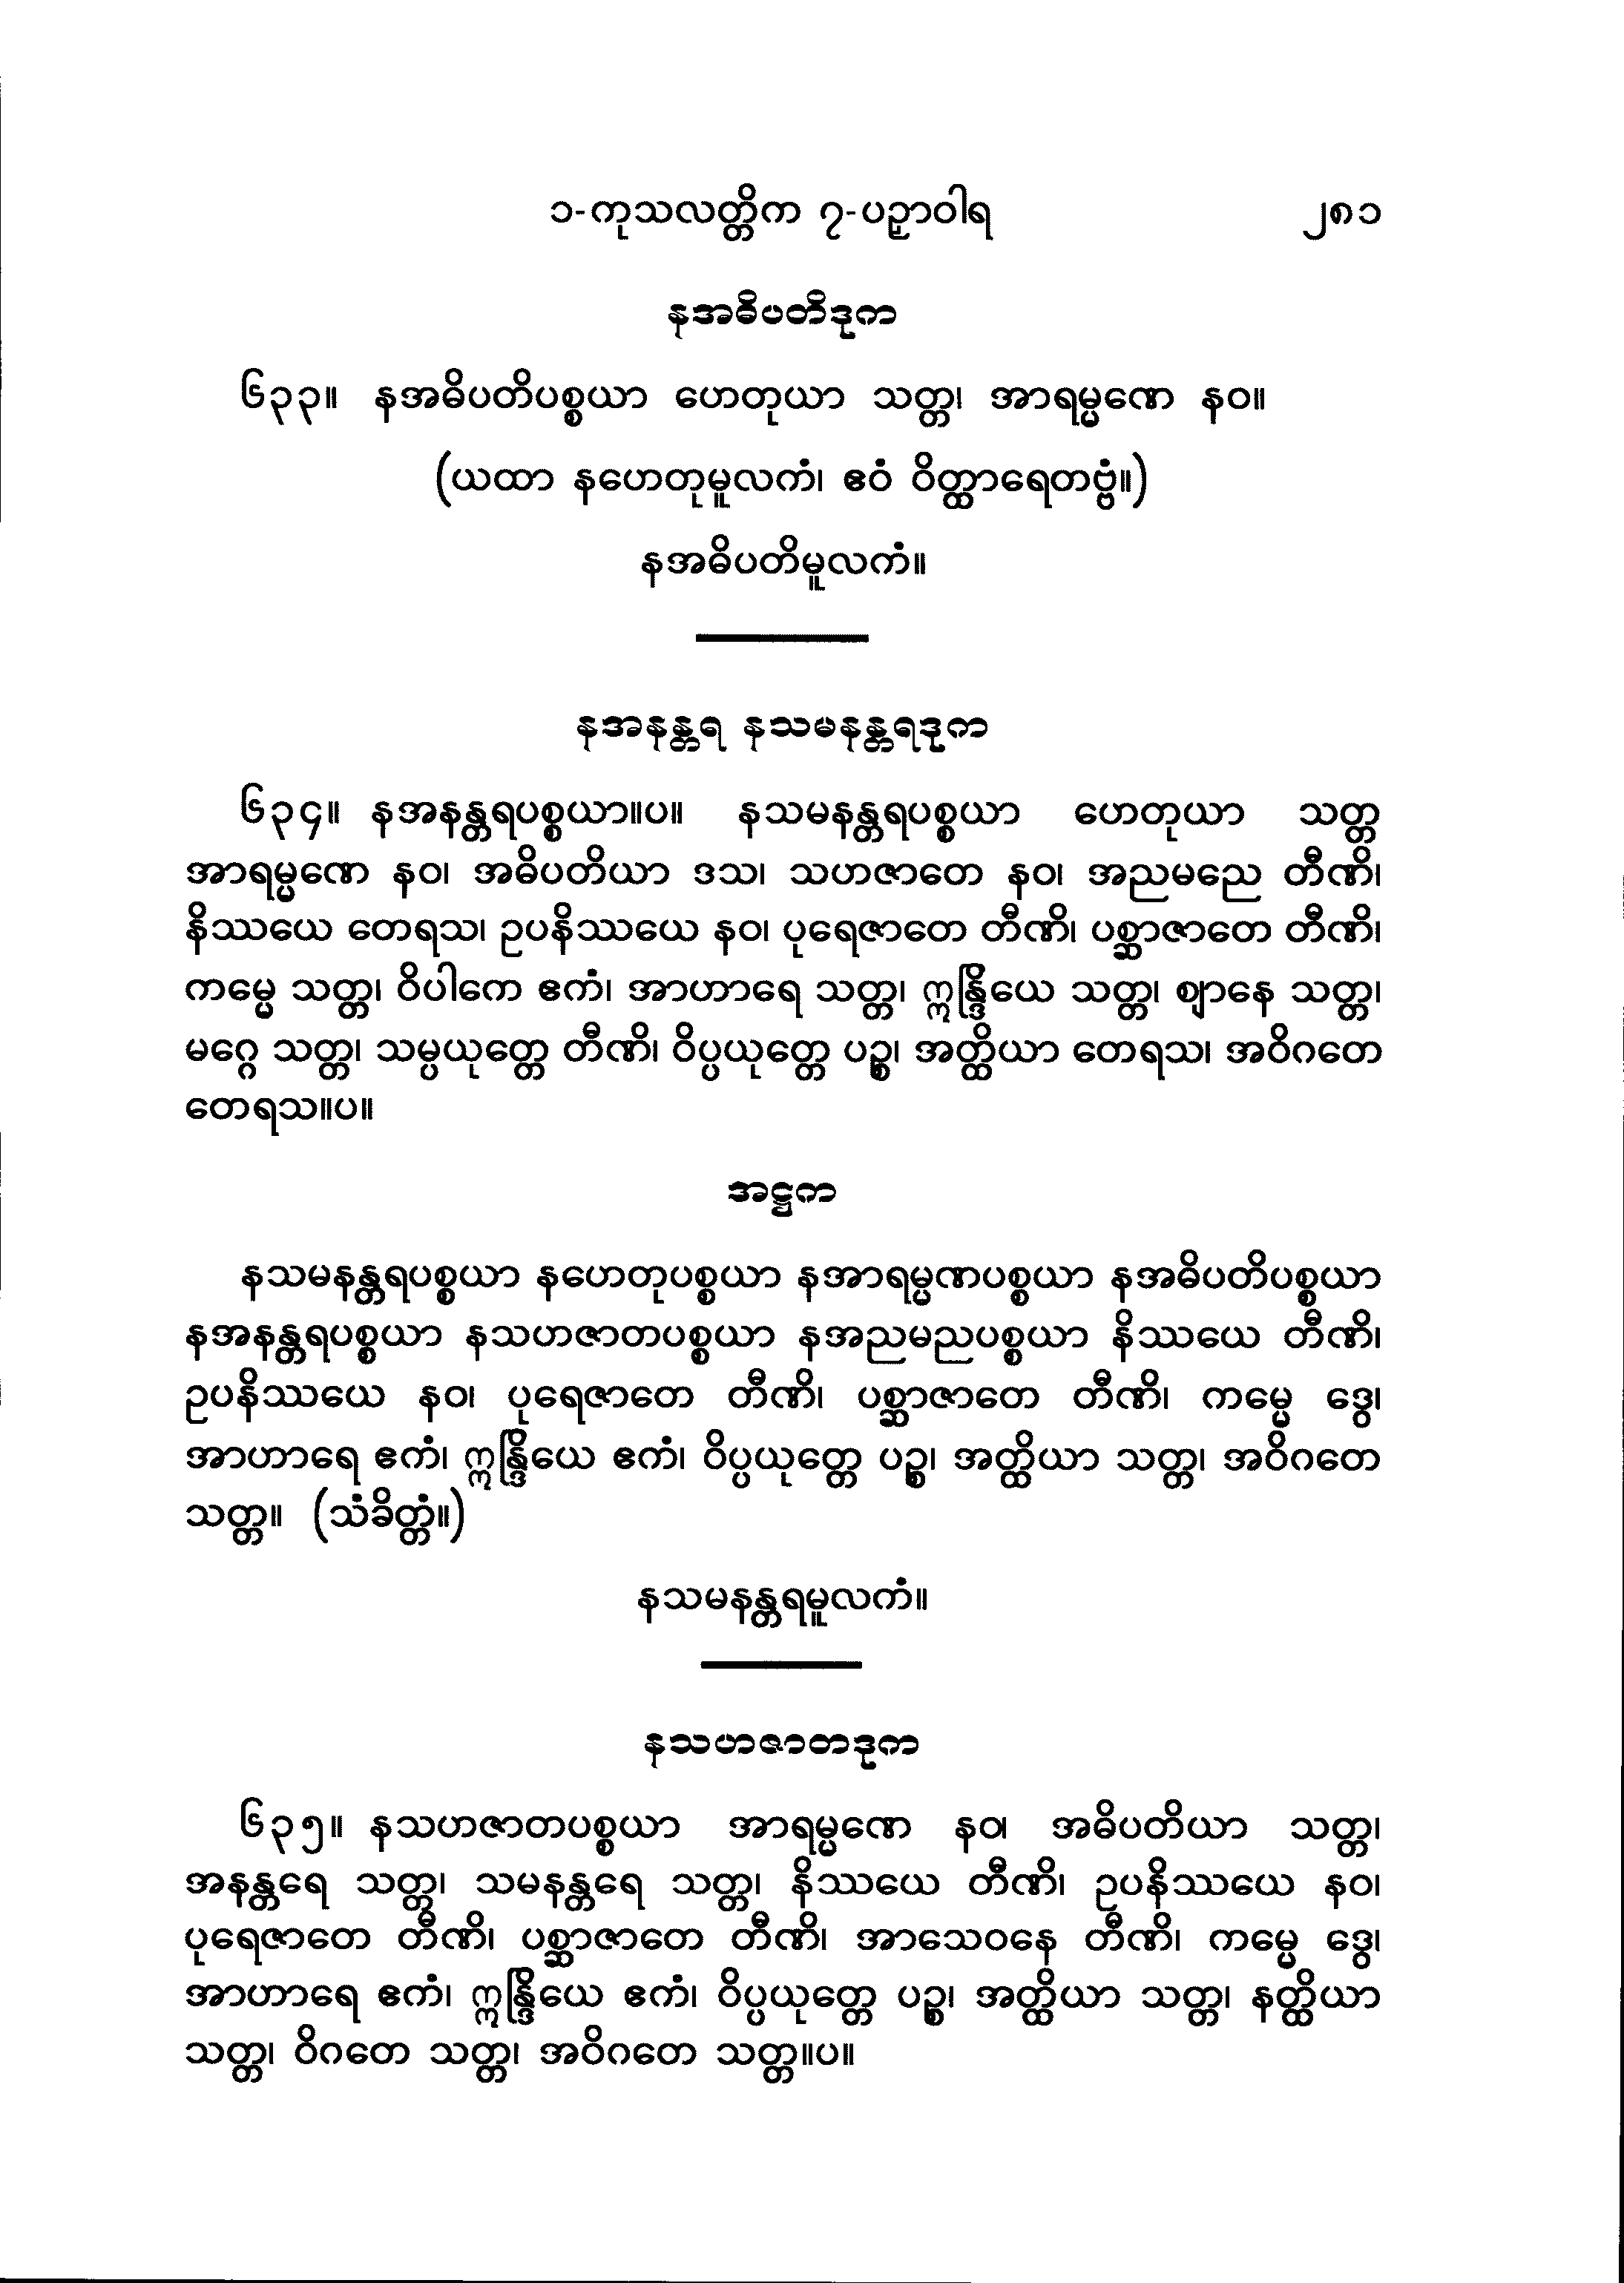 ၁-ကုသလတ္တိက ၇-ပဉှာဝါရ ၂၈၁
နအဓိပတိဒုက
၆၃၃။ နအဓိပတိပစ္စယာ ဟေတုယာ သတ္တ၊ အာရမ္မဏေ နဝ။
(ယထာ နဟေတုမူလကံ၊ ဧဝံ ဝိတ္ထာရေတဗ္ဗံ။)
နအဓိပတိမူလကံ။
နအနန္တရ နသမနန္တရဒုက
၆၃၄။ နအနန္တရပစ္စယာ။ပ။ နသမနန္တရပစ္စယာ ဟေတုယာ သတ္တ
အာရမ္မဏေ နဝ၊ အဓိပတိယာ ဒသ၊ သဟဇာတေ နဝ၊ အညမညေ တီဏိ၊
နိဿယေ တေရသ၊ ဥပနိဿယေ နဝ၊ ပုရေဇာတေ တီဏိ၊ ပစ္ဆာဇာတေ တီဏိ၊
ကမ္မေ သတ္တ၊ ဝိပါကေ ဧကံ၊ အာဟာရေ သတ္တ၊ ဣန္ဒြိယေ သတ္တ၊ ဈာနေ သတ္တ၊
မဂ္ဂေ သတ္တ၊ သမ္ပယုတ္တေ တီဏိ၊ ဝိပ္ပယုတ္တေ ပဉ္စ၊ အတ္ထိယာ တေရသ၊ အဝိဂတေ
တေရသ။ပ။
အဋ္ဌက
နသမနန္တရပစ္စယာ နဟေတုပစ္စယာ နအာရမ္မဏပစ္စယာ နအဓိပတိပစ္စယာ
နအနန္တရပစ္စယာ နသဟဇာတပစ္စယာ နအညမညပစ္စယာ နိဿယေ တီဏိ၊
ဥပနိဿယေ နဝ၊ ပုရေဇာတေ တီဏိ၊ ပစ္ဆာဇာတေ တီဏိ၊ ကမ္မေ ဒွေ၊
အာဟာရေ ဧကံ၊ ဣန္ဒြိယေ ဧကံ၊ ဝိပ္ပယုတ္တေ ပဉ္စ၊ အတ္ထိယာ သတ္တ၊ အဝိဂတေ
သတ္တ။ (သံခိတ္တံ။)
နသမနန္တရမူလကံ။
နသဟဇာတဒုက
၆၃၅။ နသဟဇာတပစ္စယာ အာရမ္မဏေ နဝ၊ အဓိပတိယာ သတ္တ၊
အနန္တရေ သတ္တ၊ သမနန္တရေ သတ္တ၊ နိဿယေ တီဏိ၊ ဥပနိဿယေ နဝ၊
ပုရေဇာတေ တီဏိ၊ ပစ္ဆာဇာတေ တီဏိ၊ အာသေဝနေ တီဏိ၊ ကမ္မေ ဒွေ၊
အာဟာရေ ဧကံ၊ ဣန္ဒြိယေ ဧကံ၊ ဝိပ္ပယုတ္တေ ပဉ္စ၊ အတ္ထိယာ သတ္တ၊ နတ္ထိယာ
သတ္တ၊ ဝိဂတေ သတ္တ၊ အဝိဂတေ သတ္တ။ပ။